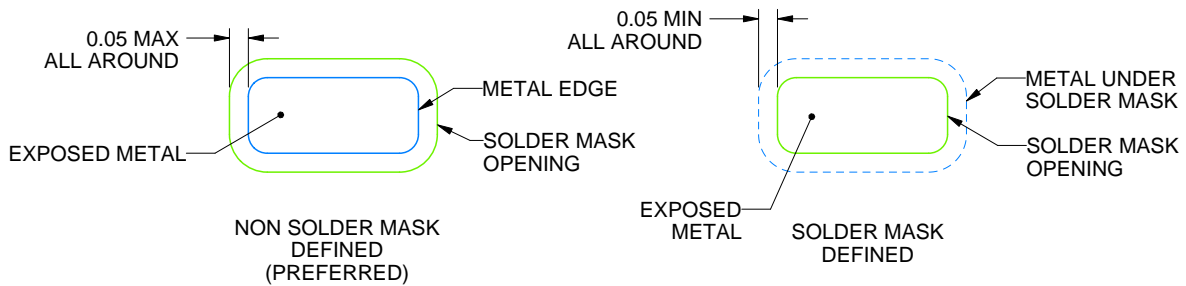 0.05 MAX
ALL AROUND
METAL EDGE
EXPOSED METAL
SOLDER MASK
OPENING
NON SOLDER MASK
DEFINED
(PREFERRED)
0.05 MIN
ALL AROUND
METAL UNDER
SOLDER MASK
SOLDER MASK
OPENING
EXPOSED
METAL
SOLDER MASK
DEFINED